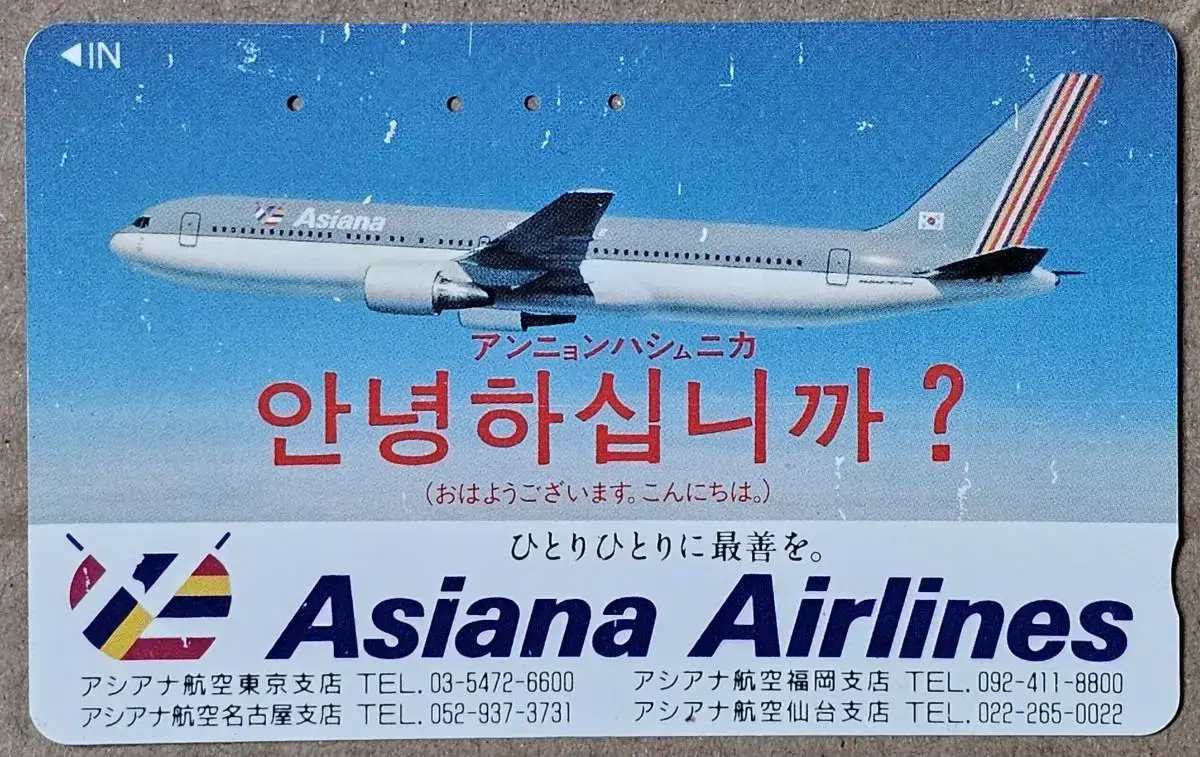 ◀IN
Asiana
アンニョンハシムニカ
안녕하십니까?
(おはようございます。こんにちは。)
ひとりひとりに最善を。
Asiana Airlines
アシアナ航空東京支店 TEL. 03-5472-6600
アシアナ航空福岡支店 TEL. 092-411-8800
アシアナ航空名古屋支店 TEL. 052-937-3731
アシアナ航空仙台支店 TEL. 022-265-0022